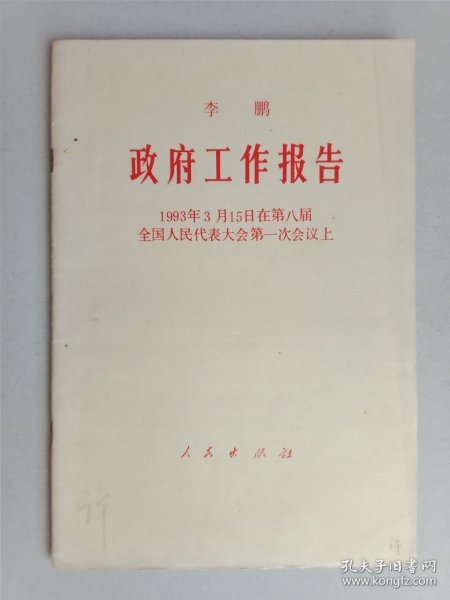 李 鹏
政府工作报告
1993年3月15日在第八届
全国人民代表大会第一次会议上
人民出版社
许
许
孔夫子旧书网
www.kongfz.com